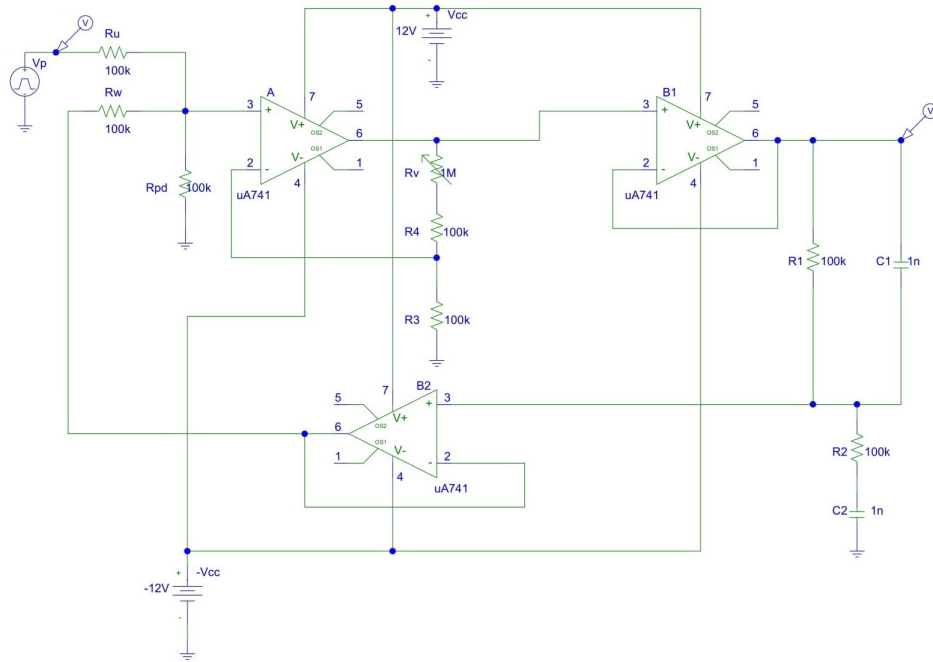 Vcc
+
12V
-
V
Ru
100k
Vp
+
-
Rw
100k
Rpd
100k
A
3
+
2
-
7
V+
OS2
OS1
V-
4
5
6
1
uA741
Rv
1M
R4
100k
R3
100k
B1
3
+
2
-
7
V+
OS2
OS1
V-
4
5
6
1
uA741
V
R1
100k
C1
1n
B2
3
+
2
-
7
V+
OS2
OS1
V-
4
5
6
1
uA741
R2
100k
C2
1n
-Vcc
+
-12V
-